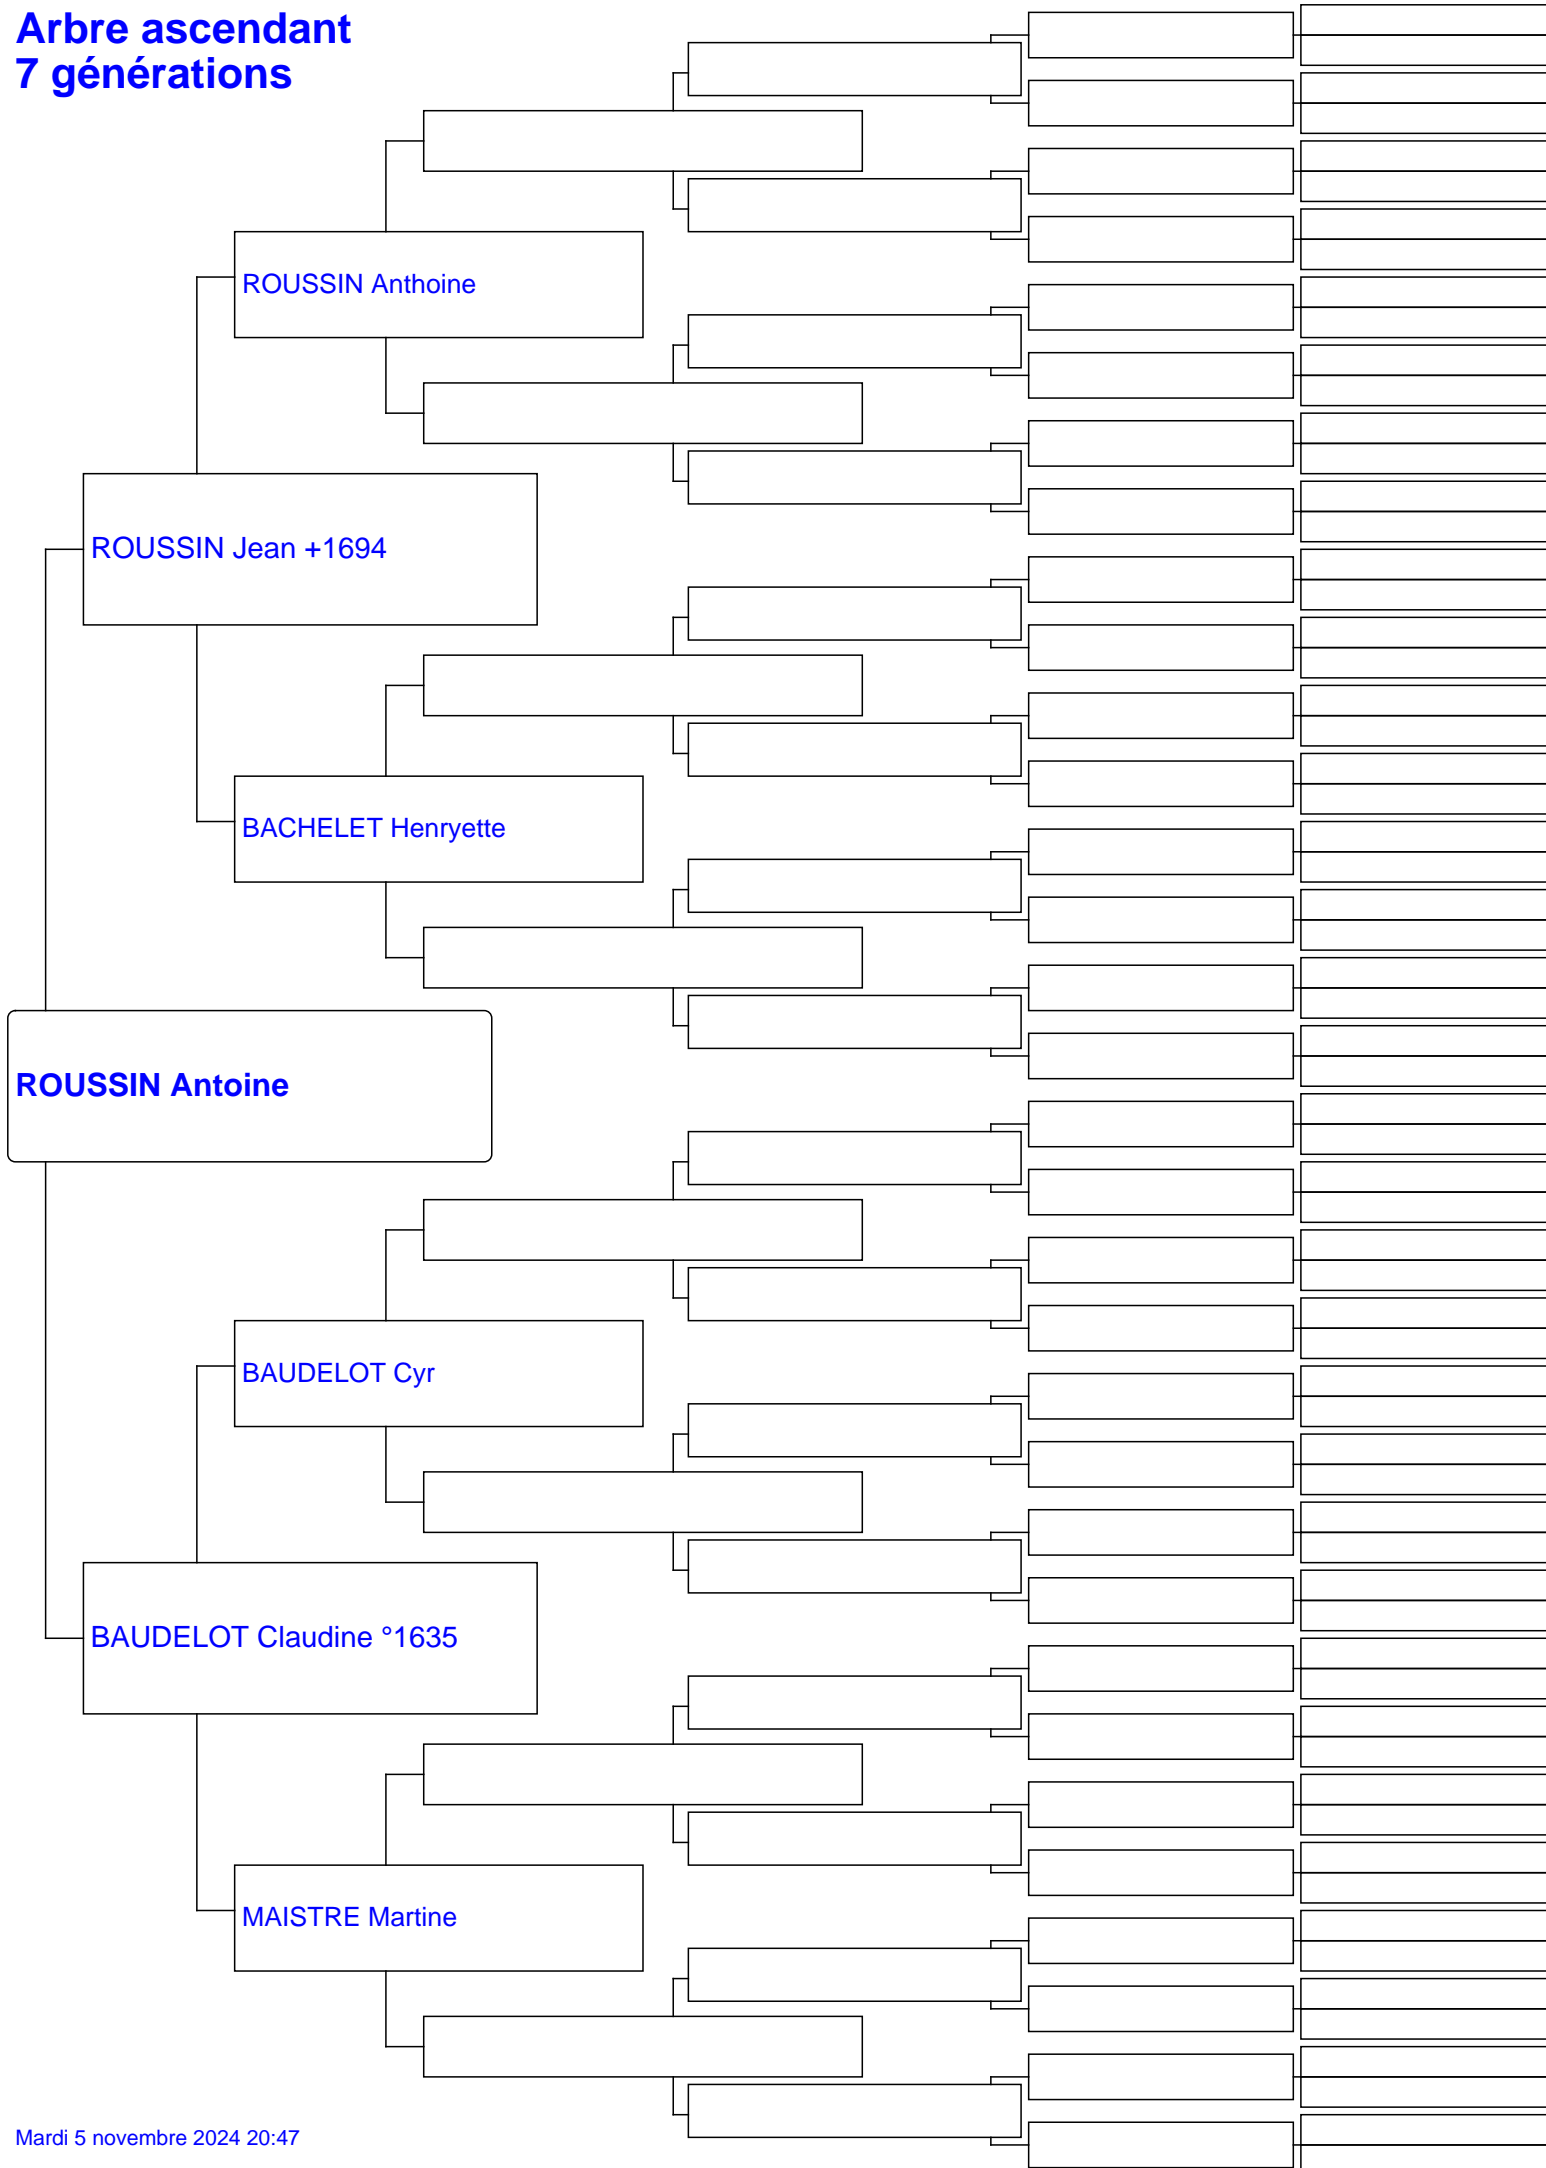 Arbre ascendant
7 générations
ROUSSIN Anthoine
ROUSSIN Jean +1694
BACHELET Henryette
ROUSSIN Antoine
BAUDELOT Cyr
BAUDELOT Claudine °1635
MAISTRE Martine
Mardi 5 novembre 2024 20:47